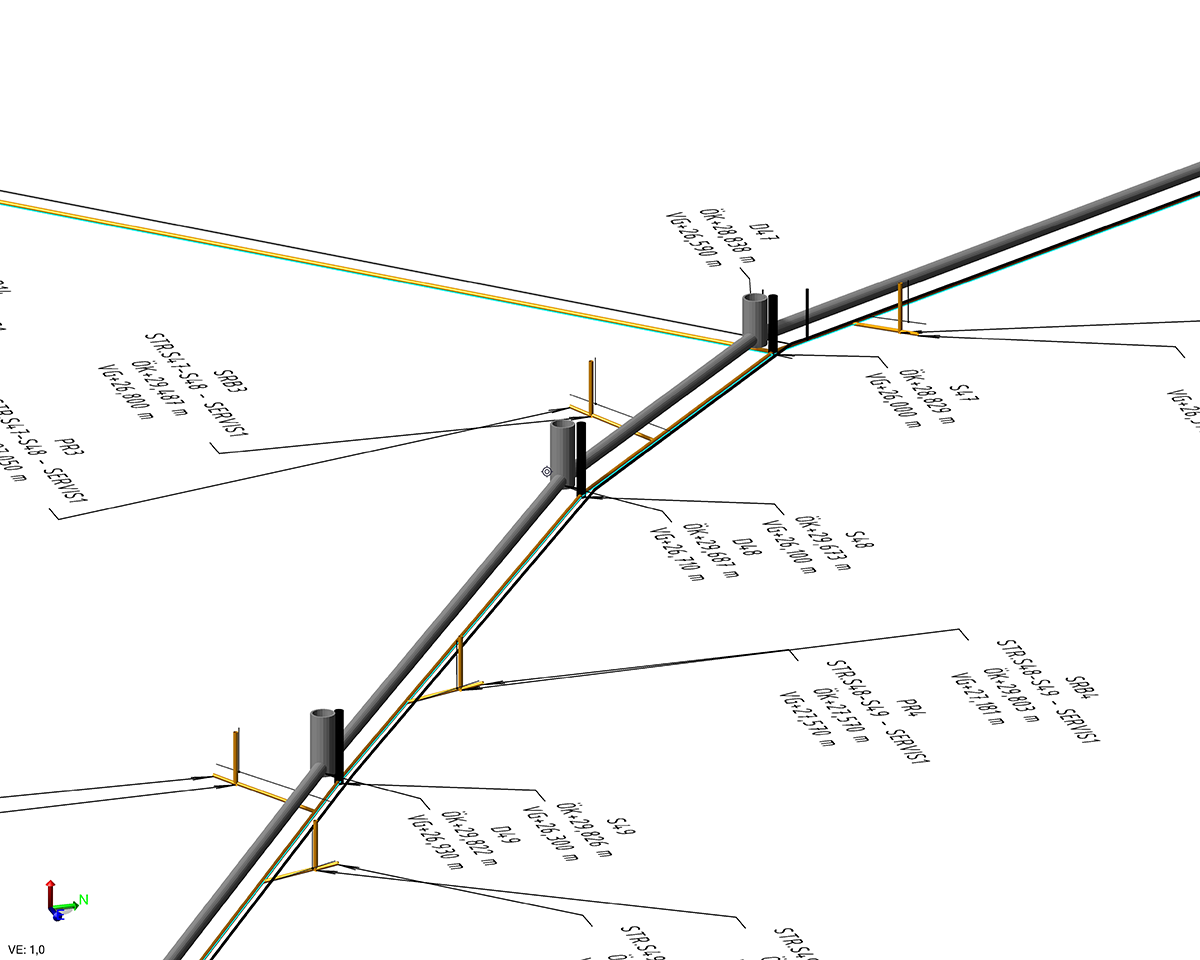 D47
ÖK+28,838 m
VG+26,590 m
SRB3
STR.S47-S48 - SERVIS1
ÖK+29,487 m
VG+26,800 m
PR3
STR.S47-S48 - SERVIS1
S47
ÖK+28,829 m
VG+26,000 m
S48
ÖK+29,673 m
VG+26,100 m
D48
ÖK+29,687 m
VG+26,710 m
SRB4
STR.S48-S49 - SERVIS1
ÖK+29,803 m
VG+27,181 m
PR4
STR.S48-S49 - SERVIS1
ÖK+27,570 m
VG+27,570 m
S49
ÖK+29,826 m
VG+26,300 m
D49
ÖK+29,822 m
VG+26,930 m
STR.S49
STR.S49
N
VE: 1,0